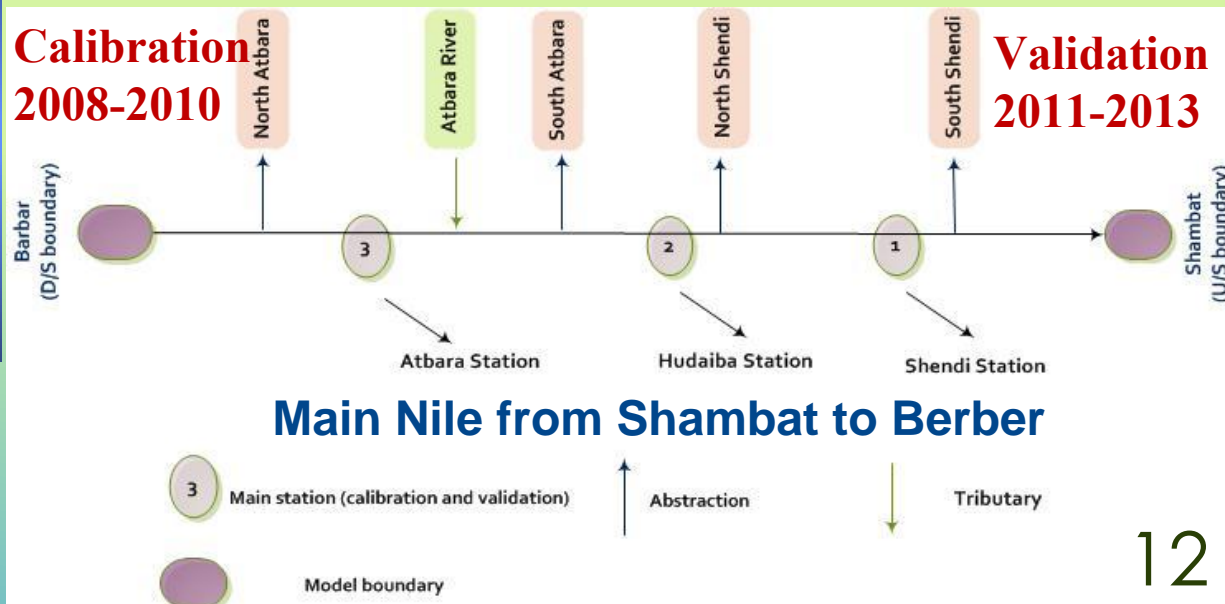 Calibration
2008-2010
North Atbara
Atbara River
South Atbara
North Shendi
South Shendi
Validation
2011-2013
Barbar
(D/S boundary)
3
2
1
Shambat
(U/S boundary)
Atbara Station
Hudaiba Station
Shendi Station
Main Nile from Shambat to Berber
3
Main station (calibration and validation)
Abstraction
Tributary
Model boundary
12